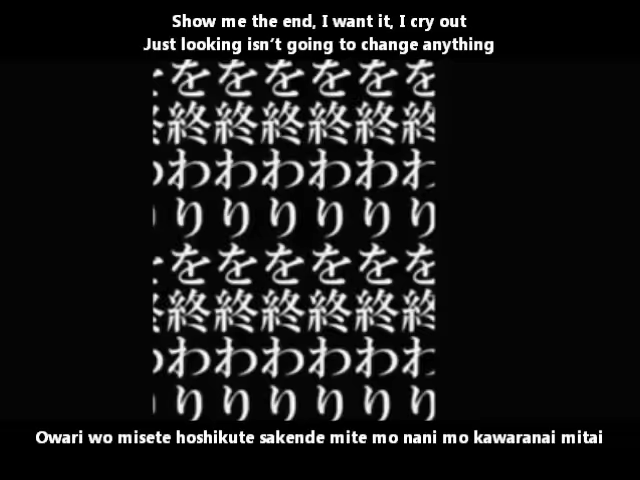 Show me the end, I want it, I cry out
Just looking isn't going to change anything
をををををを
終終終終終終
わわわわわわ
りりりりりり
をををををを
終終終終終終
わわわわわわ
りりりりりり
Owari wo misete hoshikute sakende mite mo nani mo kawaranai mitai